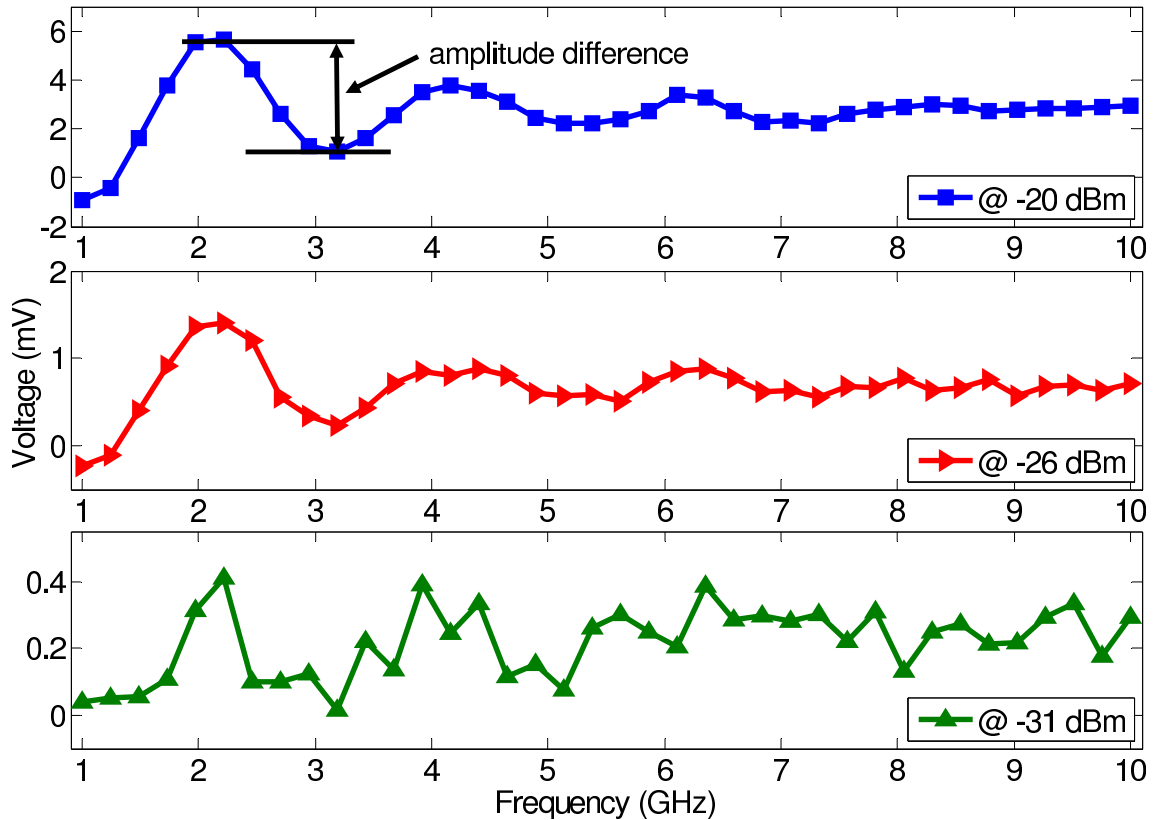 6
4
2
0
-2
amplitude difference
@ -20 dBm
1 2 3 4 5 6 7 8 9 10
2
1
0
Voltage (mV)
@ -26 dBm
1 2 3 4 5 6 7 8 9 10
0.4
0.2
0
@ -31 dBm
1 2 3 4 5 6 7 8 9 10
Frequency (GHz)